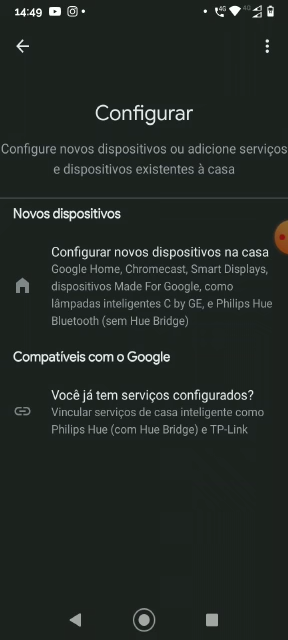 14:49
4G 4G
Configurar
Configure novos dispositivos ou adicione serviços
e dispositivos existentes à casa
Novos dispositivos
Configurar novos dispositivos na casa
Google Home, Chromecast, Smart Displays,
dispositivos Made For Google, como
lâmpadas inteligentes C by GE, e Philips Hue
Bluetooth (sem Hue Bridge)
Compatíveis com o Google
Você já tem serviços configurados?
Vincular serviços de casa inteligente como
Philips Hue (com Hue Bridge) e TP-Link